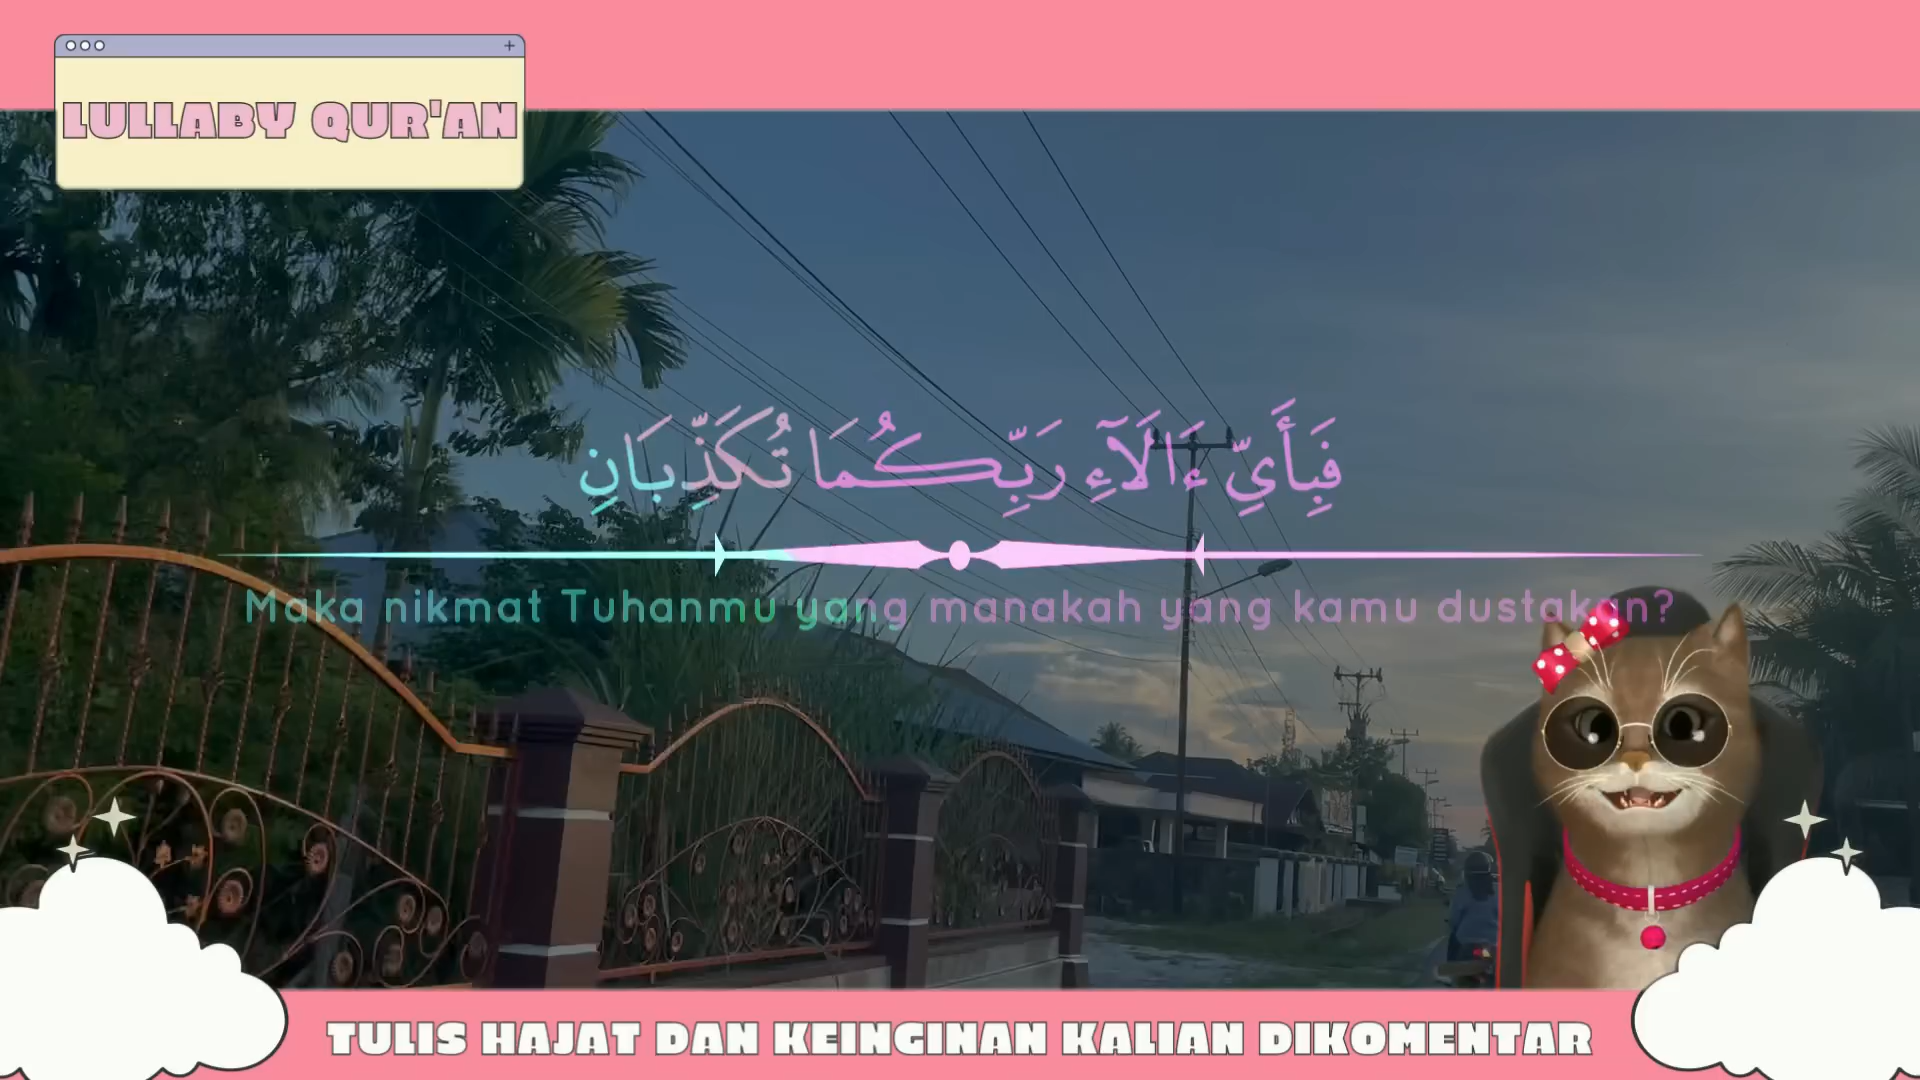 LULLABY QUR'AN
فَبِأَيِّ ءَالَآءِ رَبِّكُمَا تُكَذِّبَانِ
Maka nikmat Tuhanmu yang manakah yang kamu dustakan?
TULIS HAJAT DAN KEINGINAN KALIAN DIKOMENTAR